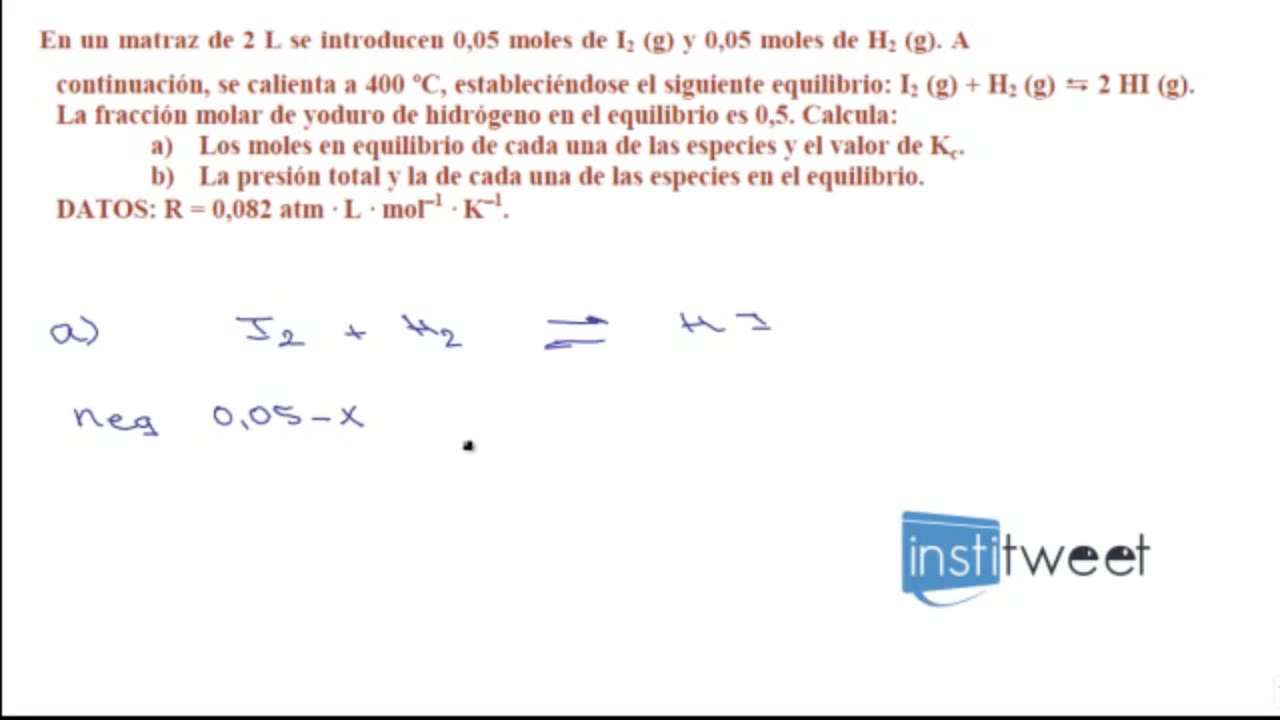 En un matraz de 2 L se introducen 0,05 moles de I₂ (g) y 0,05 moles de H₂ (g). A
continuación, se calienta a 400 ºC, estableciéndose el siguiente equilibrio: I₂ (g) + H₂ (g) ⇆ 2 HI (g).
La fracción molar de yoduro de hidrógeno en el equilibrio es 0,5. Calcula:
a) Los moles en equilibrio de cada una de las especies y el valor de Kc.
b) La presión total y la de cada una de las especies en el equilibrio.
DATOS: R = 0,082 atm · L · mol⁻¹ · K⁻¹.
a) I₂ + H₂ ⇌ HI
neq 0,05-x
institweet